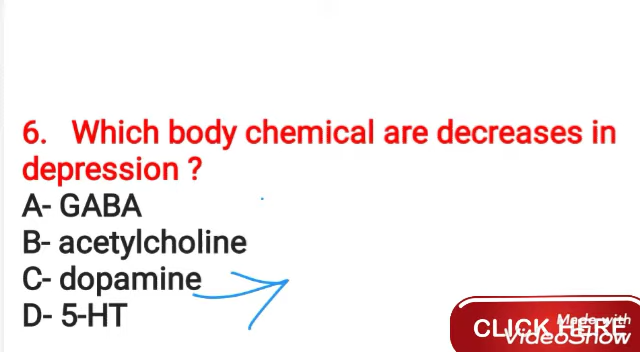 6. Which body chemical are decreases in
depression ?
A- GABA
B- acetylcholine
C- dopamine
D- 5-HT
CLICK HERE
Made with
VideoShow